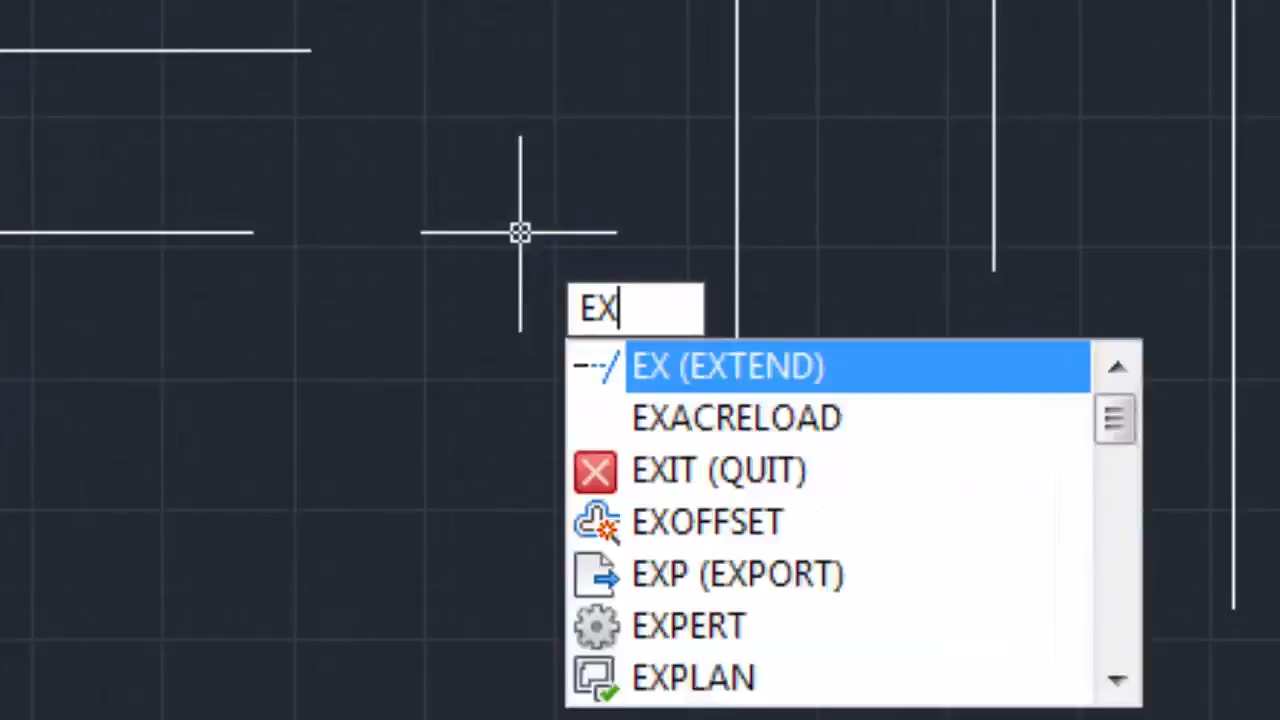 EX
EX (EXTEND)
EXACRELOAD
EXIT (QUIT)
EXOFFSET
EXP (EXPORT)
EXPERT
EXPLAN